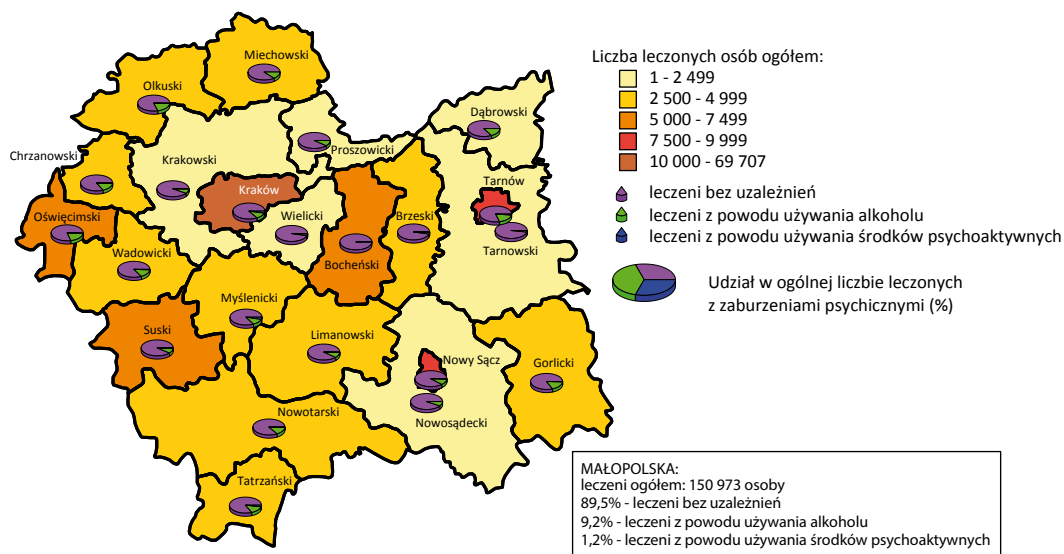 Miechowski
Olkuski
Dąbrowski
Proszowicki
Chrzanowski
Krakowski
Tarnów
Kraków
Oświęcimski
Wielicki
Brzeski
Tarnowski
Bocheński
Wadowicki
Myślenicki
Suski
Limanowski
Nowy Sącz
Gorlicki
Nowotarski
Nowosądecki
Tatrzański
Liczba leczonych osób ogółem:
1 - 2 499
2 500 - 4 999
5 000 - 7 499
7 500 - 9 999
10 000 - 69 707
leczeni bez uzależnień
leczeni z powodu używania alkoholu
leczeni z powodu używania środków psychoaktywnych
Udział w ogólnej liczbie leczonych
z zaburzeniami psychicznymi (%)
MAŁOPOLSKA:
leczeni ogółem: 150 973 osoby
89,5% - leczeni bez uzależnień
9,2% - leczeni z powodu używania alkoholu
1,2% - leczeni z powodu używania środków psychoaktywnych